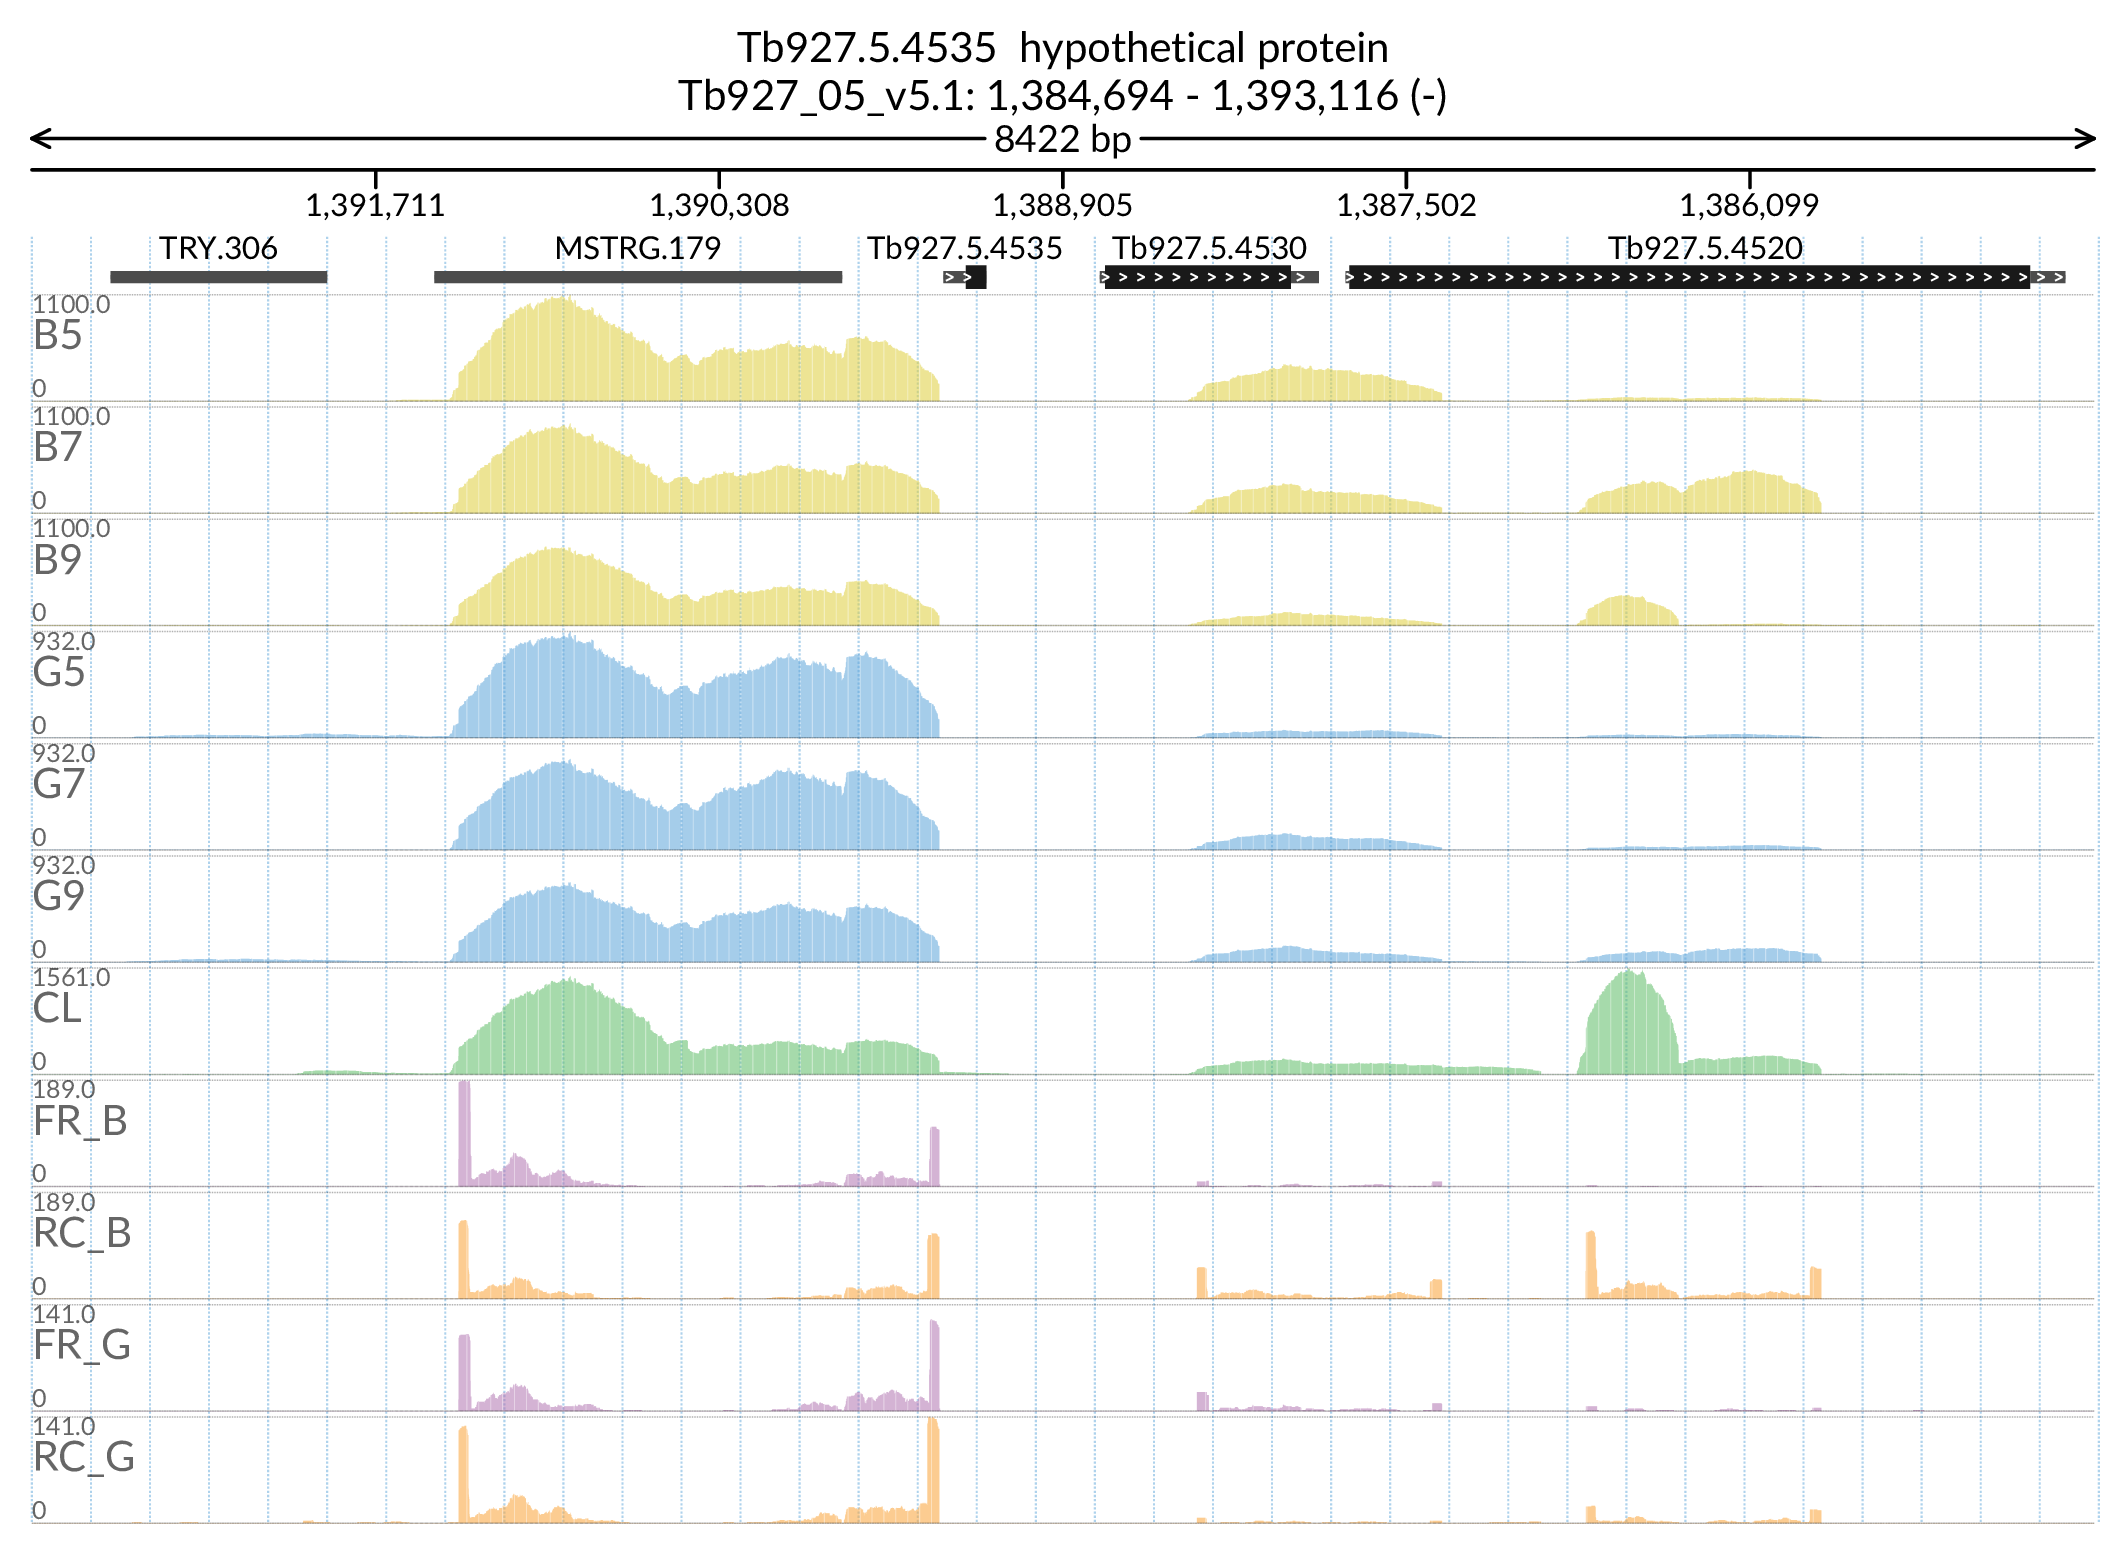 Tb927.5.4535 hypothetical protein
Tb927_05_v5.1: 1,384,694 - 1,393,116 (-)
8422 bp
1,391,711 1,390,308 1,388,905 1,387,502 1,386,099
TRY.306 MSTRG.179 Tb927.5.4535 Tb927.5.4530 Tb927.5.4520
1100.0
B5
0
1100.0
B7
0
1100.0
B9
0
932.0
G5
0
932.0
G7
0
932.0
G9
0
1561.0
CL
0
189.0
FR_B
0
189.0
RC_B
0
141.0
FR_G
0
141.0
RC_G
0